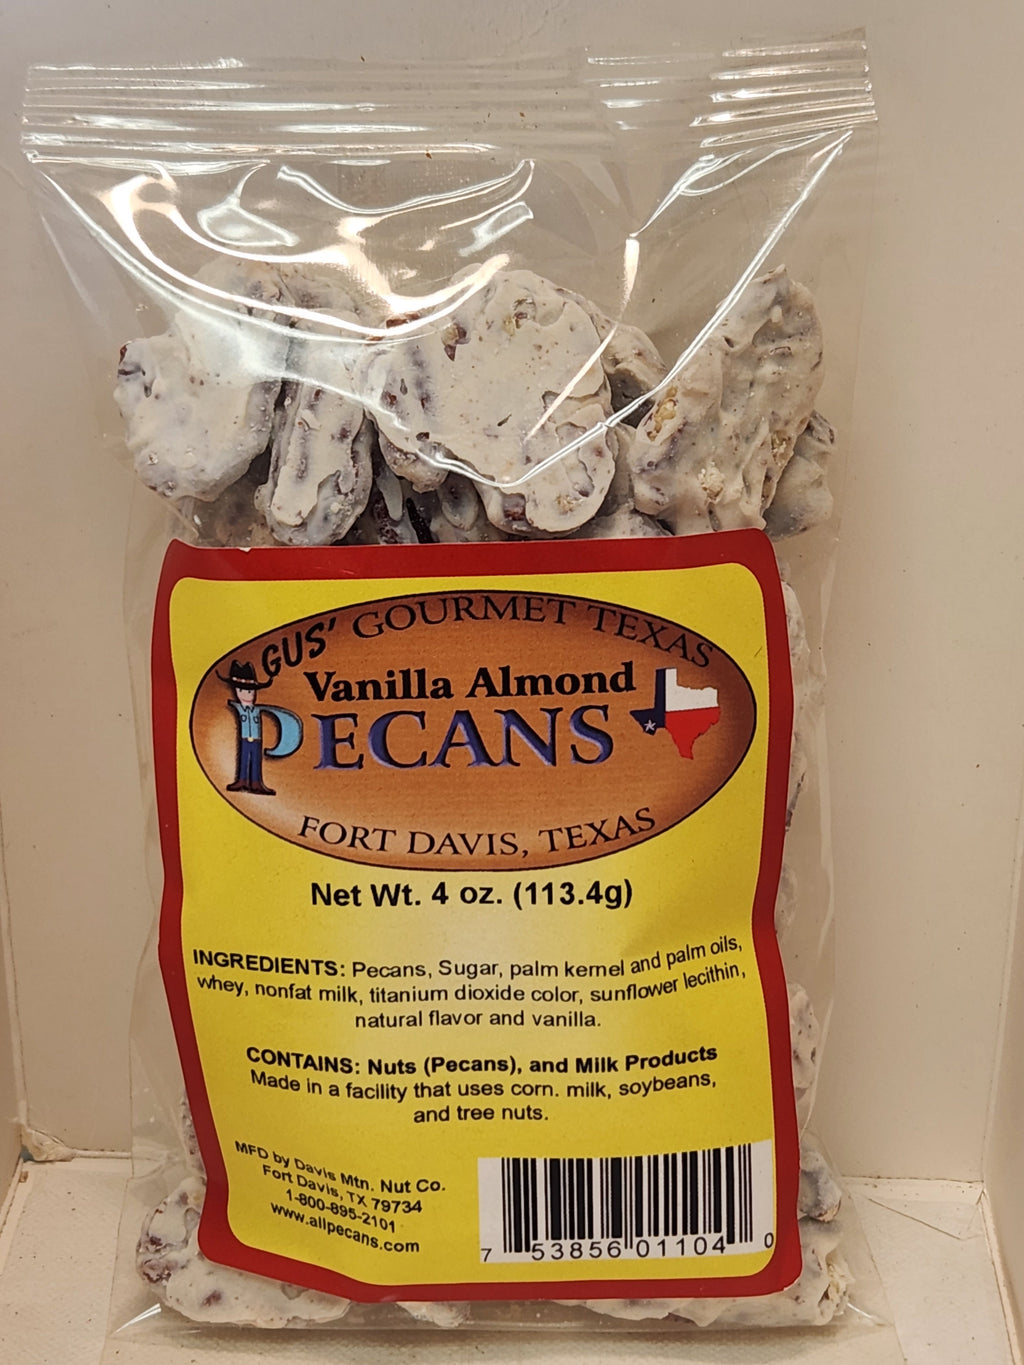 GUS' GOURMET TEXAS
Vanilla Almond
PECANS
FORT DAVIS, TEXAS
Net Wt. 4 oz. (113.4g)
INGREDIENTS: Pecans, Sugar, palm kernel and palm oils,
whey, nonfat milk, titanium dioxide color, sunflower lecithin,
natural flavor and vanilla.
CONTAINS: Nuts (Pecans), and Milk Products
Made in a facility that uses corn. milk, soybeans,
and tree nuts.
MFD by Davis Mtn. Nut Co.
Fort Davis, TX 79734
1-800-895-2101
www.allpecans.com
7 53856 01104 0